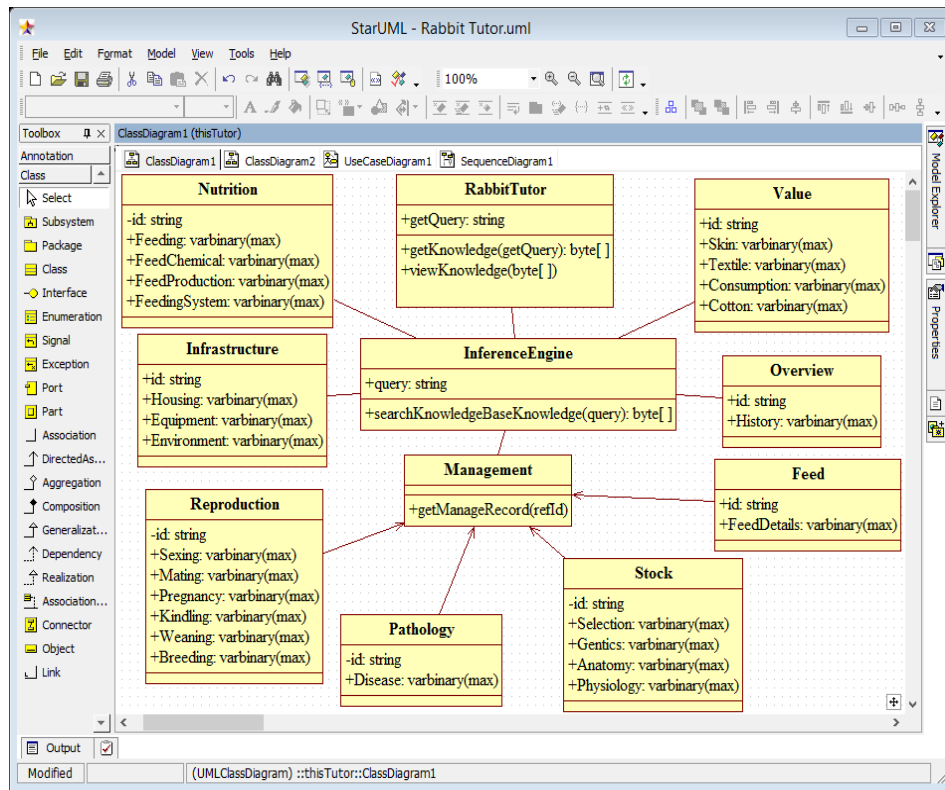 StarUML - Rabbit Tutor.uml
File Edit Format Model View Tools Help
100%
Toolbox
ClassDiagram1 (thisTutor)
Annotation
Class
Select
Subsystem
Package
Class
Interface
Enumeration
Signal
Exception
Port
Part
Association
DirectedAs...
Aggregation
Composition
Generalizat...
Dependency
Realization
Association...
Connector
Object
Link
ClassDiagram1 ClassDiagram2 UseCaseDiagram1 SequenceDiagram1
Nutrition
-id: string
+Feeding: varbinary(max)
+FeedChemical: varbinary(max)
+FeedProduction: varbinary(max)
+FeedingSystem: varbinary(max)
RabbitTutor
+getQuery: string
+getKnowledge(getQuery): byte[ ]
+viewKnowledge(byte[ ])
Value
+id: string
+Skin: varbinary(max)
+Textile: varbinary(max)
+Consumption: varbinary(max)
+Cotton: varbinary(max)
Infrastructure
+id: string
+Housing: varbinary(max)
+Equipment: varbinary(max)
+Environment: varbinary(max)
InferenceEngine
+query: string
+searchKnowledgeBaseKnowledge(query): byte[ ]
Overview
+id: string
+History: varbinary(max)
Management
+getManageRecord(refId)
Feed
+id: string
+FeedDetails: varbinary(max)
Reproduction
-id: string
+Sexing: varbinary(max)
+Mating: varbinary(max)
+Pregnancy: varbinary(max)
+Kindling: varbinary(max)
+Weaning: varbinary(max)
+Breeding: varbinary(max)
Pathology
-id: string
+Disease: varbinary(max)
Stock
-id: string
+Selection: varbinary(max)
+Gentics: varbinary(max)
+Anatomy: varbinary(max)
+Physiology: varbinary(max)
Model Explorer
Properties
Output
Modified
(UMLClassDiagram) ::thisTutor::ClassDiagram1